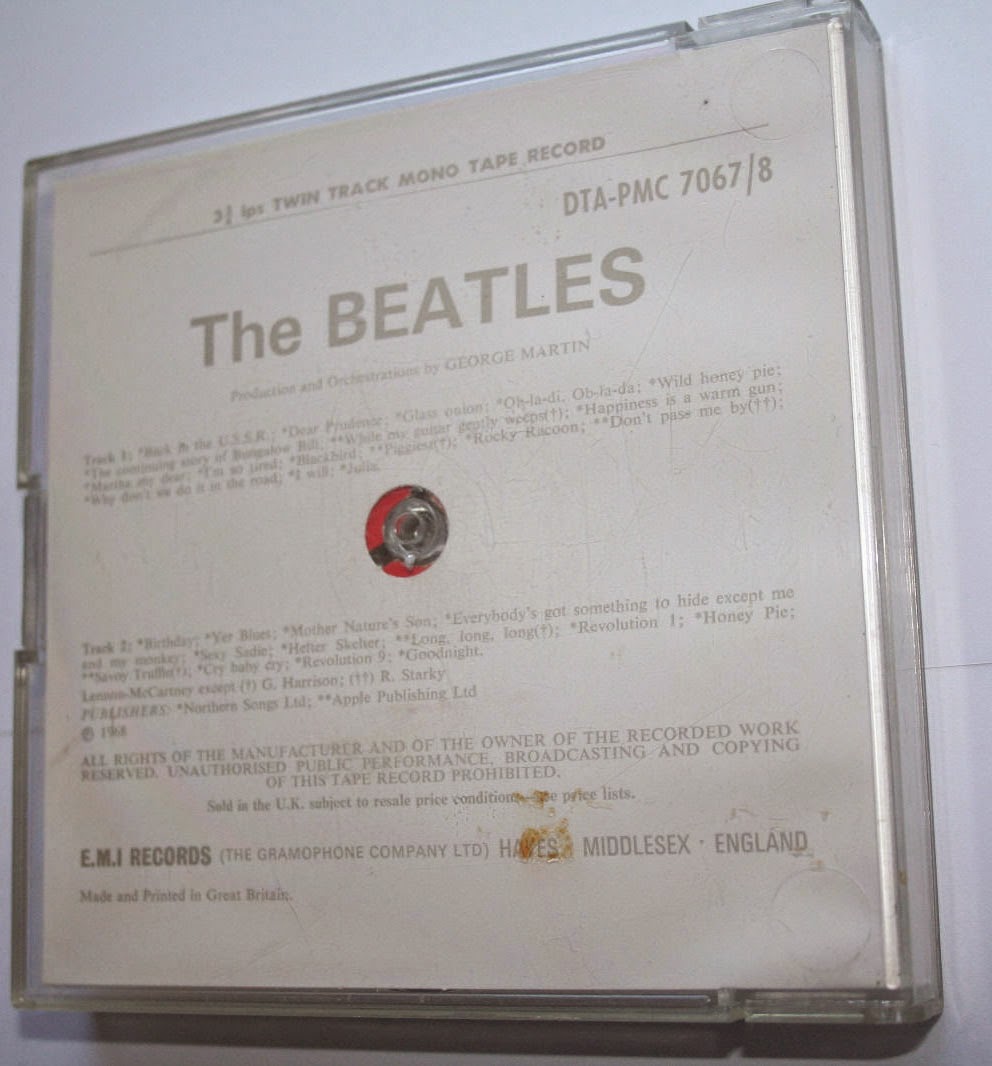 3¾ ips TWIN TRACK MONO TAPE RECORD
DTA-PMC 7067/8
The BEATLES
Production and Orchestrations by GEORGE MARTIN
Track 1: *Back in the U.S.S.R.; *Dear Prudence; *Glass onion; *Ob-la-di, Ob-la-da; *Wild honey pie;
*The continuing story of Bungalow Bill; **While my guitar gently weeps(†); *Happiness is a warm gun;
*Martha my dear; *I'm so tired; *Blackbird; **Piggies(†); *Rocky Racoon; **Don't pass me by(††);
*Why don't we do it in the road; *I will; *Julia.
Track 2: *Birthday; *Yer Blues; *Mother Nature's Son; *Everybody's got something to hide except me
and my monkey; *Sexy Sadie; *Helter Skelter; **Long, long, long(†); *Revolution 1; *Honey Pie;
**Savoy Truffle(†); *Cry baby cry; *Revolution 9; *Goodnight.
Lennon-McCartney except (†) G. Harrison; (††) R. Starky
PUBLISHERS: *Northern Songs Ltd; **Apple Publishing Ltd
℗ 1968
ALL RIGHTS OF THE MANUFACTURER AND OF THE OWNER OF THE RECORDED WORK
RESERVED. UNAUTHORISED PUBLIC PERFORMANCE, BROADCASTING AND COPYING
OF THIS TAPE RECORD PROHIBITED.
Sold in the U.K. subject to resale price conditions—see price lists.
E.M.I RECORDS (THE GRAMOPHONE COMPANY LTD) HAYES · MIDDLESEX · ENGLAND
Made and Printed in Great Britain.